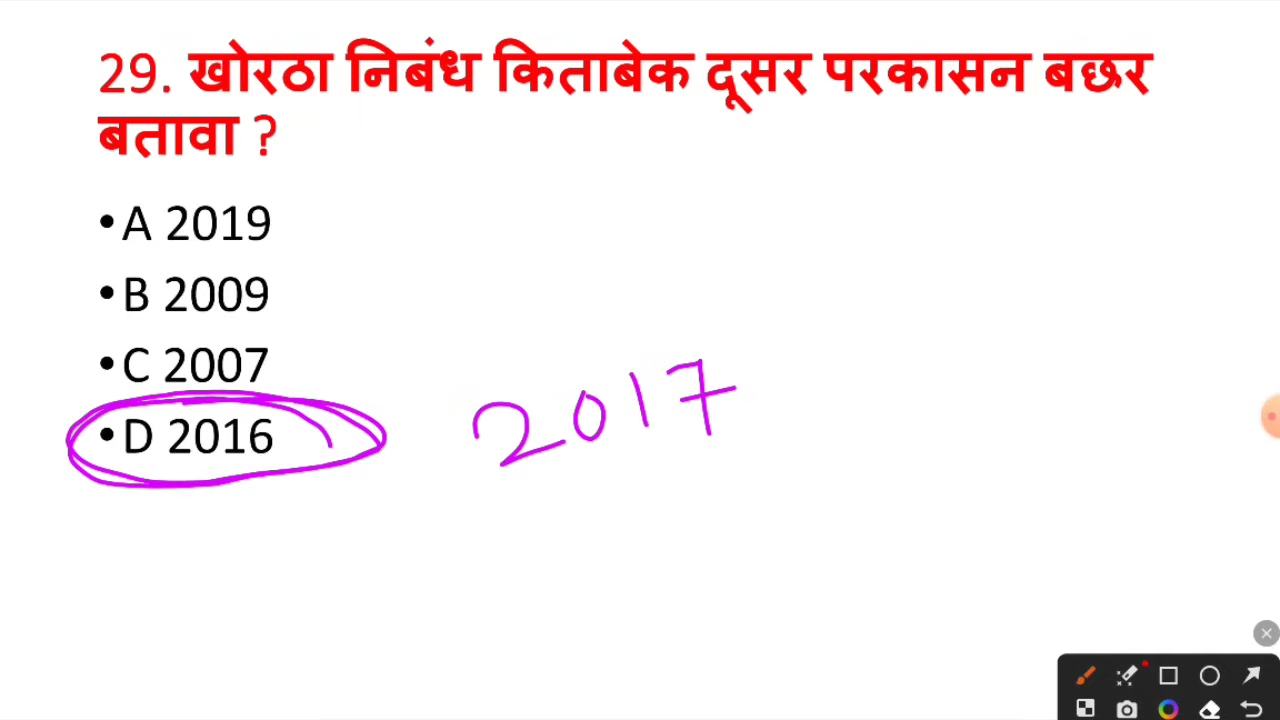 29. खोरठा निबंध किताबेक दूसर परकासन बछर
बतावा ?
• A 2019
• B 2009
• C 2007
• D 2016
2017